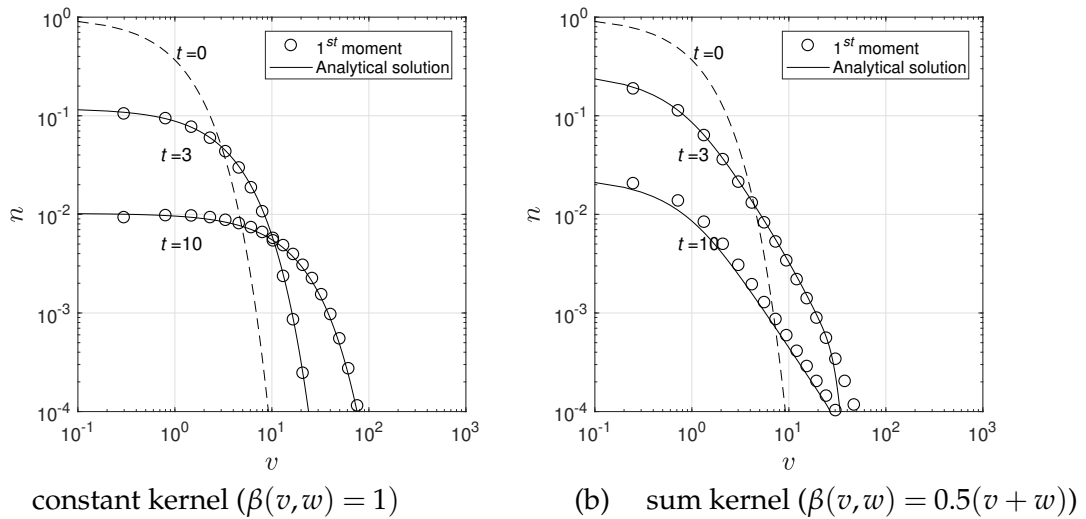 10^0
10^-1
10^-2
10^-3
10^-4
10^-1 10^0 10^1 10^2 10^3
n
v
t=0
t=3
t=10
1^st moment
Analytical solution
constant kernel (β(v, w) = 1)
10^0
10^-1
10^-2
10^-3
10^-4
10^-1 10^0 10^1 10^2 10^3
n
v
t=0
t=3
t=10
1^st moment
Analytical solution
(b) sum kernel (β(v, w) = 0.5(v + w))